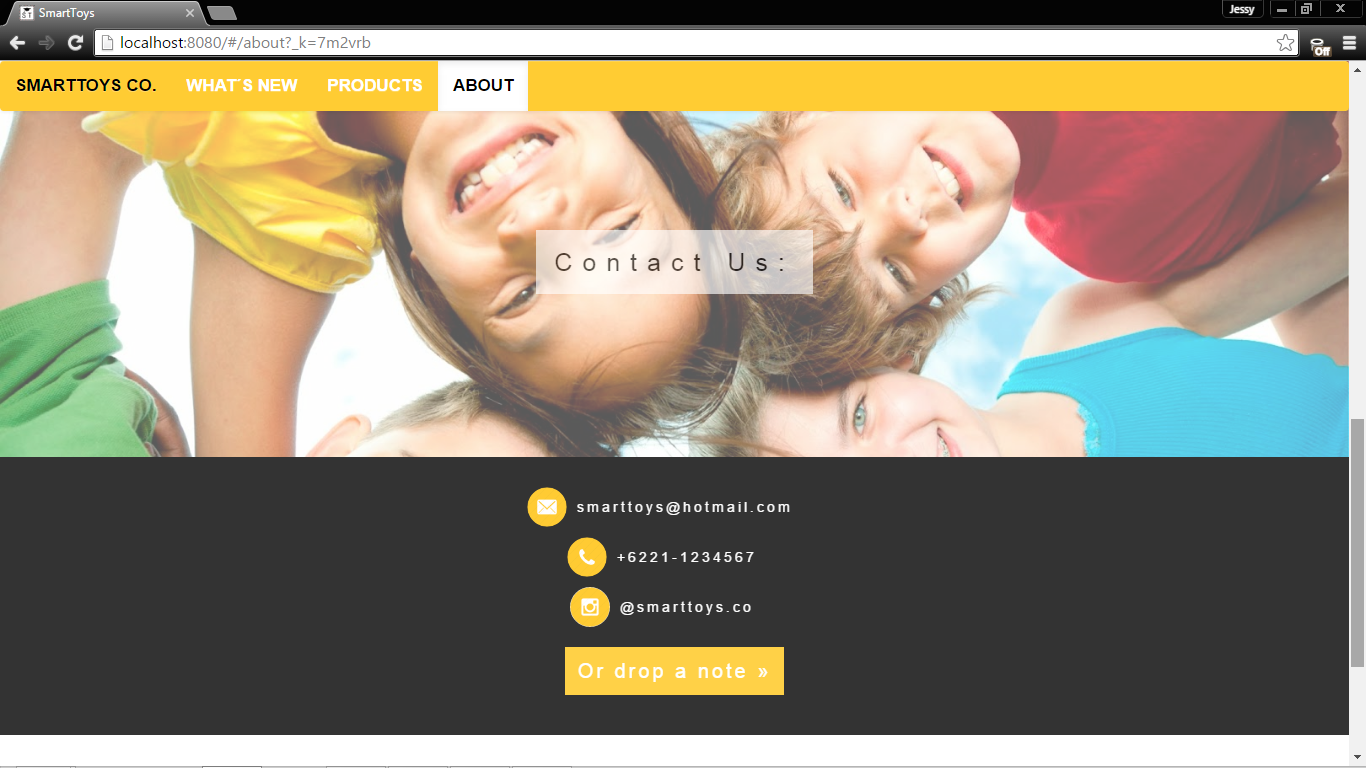 SmartToys
Jessy
localhost:8080/#/about?_k=7m2vrb
Off
SMARTTOYS CO. WHAT´S NEW PRODUCTS ABOUT
Contact Us:
smarttoys@hotmail.com
+6221-1234567
@smarttoys.co
Or drop a note »